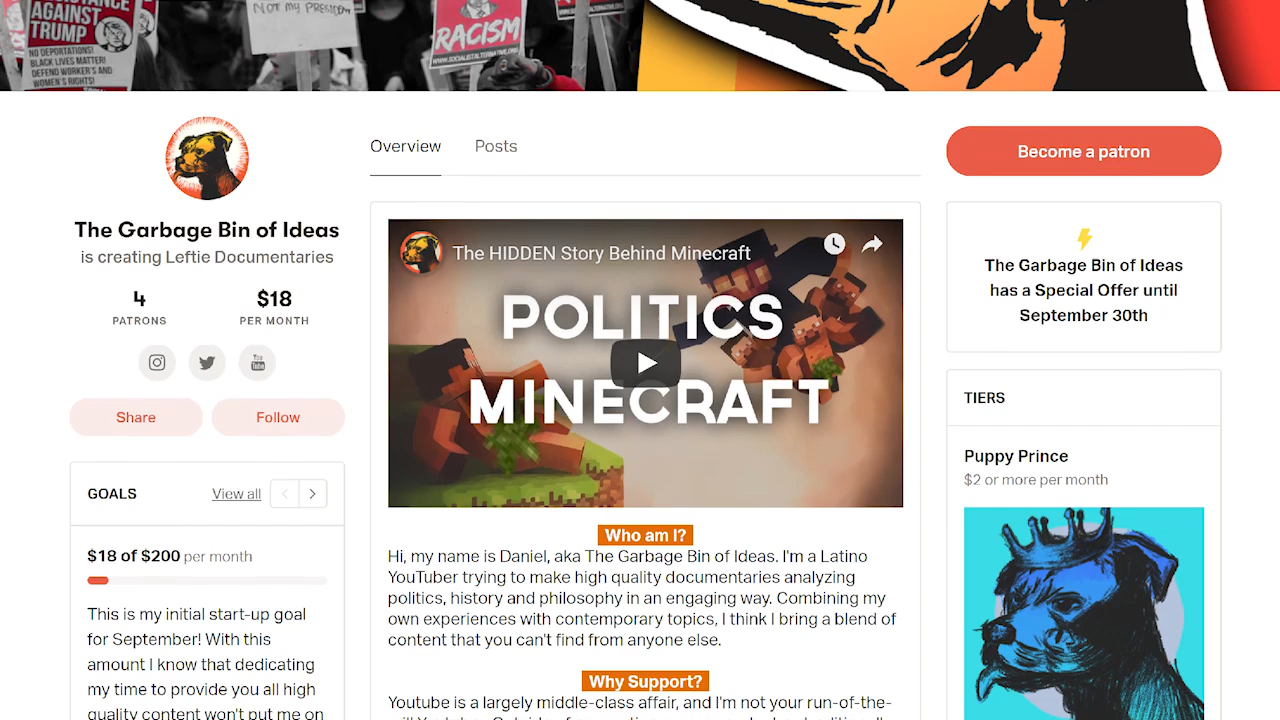 AGAINST
TRUMP
NO DEPORTATIONS!
BLACK LIVES MATTER!
DEFEND WORKER'S AND
WOMEN'S RIGHTS!
NOT MY PRESIDENT
RACISM
WWW.SOCIALISTALTERNATIVE.ORG
The Garbage Bin of Ideas
is creating Leftie Documentaries
4
PATRONS
$18
PER MONTH
You
Tube
Share
Follow
GOALS
View all
$18 of $200 per month
This is my initial start-up goal
for September! With this
amount I know that dedicating
my time to provide you all high
quality content won't put me on
Overview
Posts
The HIDDEN Story Behind Minecraft
POLITICS
MINECRAFT
Who am I?
Hi, my name is Daniel, aka The Garbage Bin of Ideas. I'm a Latino
YouTuber trying to make high quality documentaries analyzing
politics, history and philosophy in an engaging way. Combining my
own experiences with contemporary topics, I think I bring a blend of
content that you can't find from anyone else.
Why Support?
Youtube is a largely middle-class affair, and I'm not your run-of-the-
Become a patron
The Garbage Bin of Ideas
has a Special Offer until
September 30th
TIERS
Puppy Prince
$2 or more per month